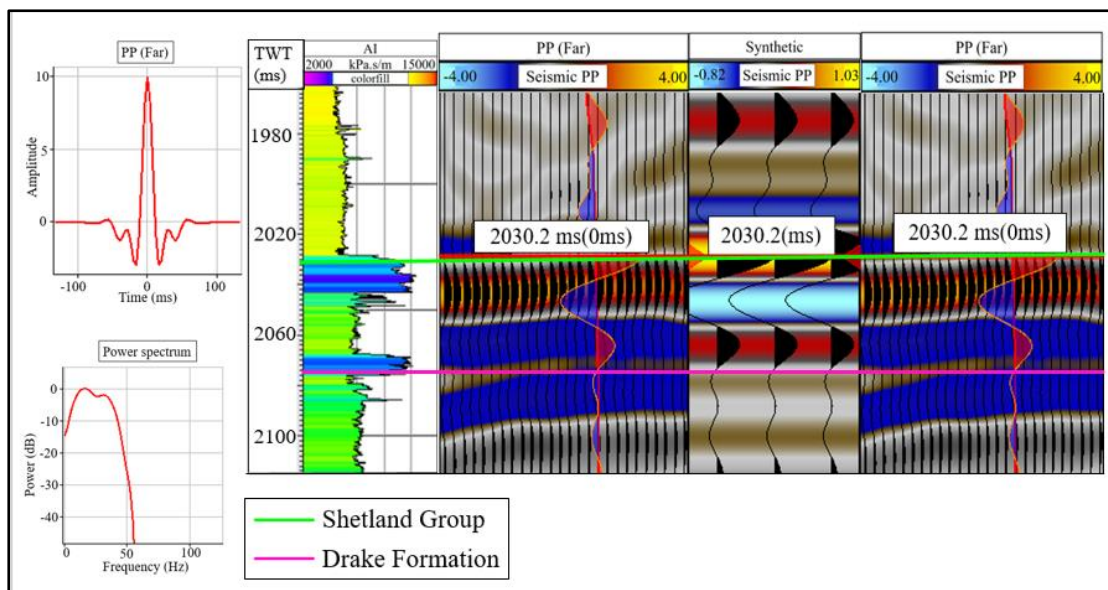 PP (Far)
10
5
0
Amplitude
-100
0
100
Time (ms)
Power spectrum
0
-10
-20
-30
-40
Power (dB)
0
50
100
Frequency (Hz)
TWT
(ms)
1980
2020
2060
2100
AI
2000 kPa.s/m 15000
colorfill
PP (Far)
-4.00 Seismic PP 4.00
Synthetic
-0.82 Seismic PP 1.03
PP (Far)
-4.00 Seismic PP 4.00
2030.2 ms(0ms)
2030.2(ms)
2030.2 ms(0ms)
Shetland Group
Drake Formation